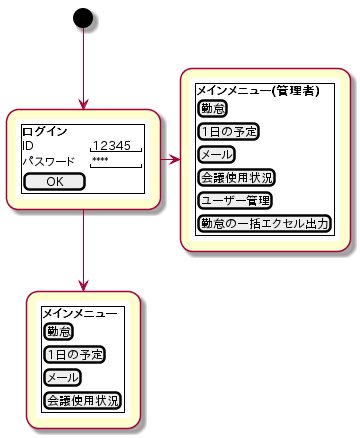 ログイン
ID 12345
パスワード ****
OK
メインメニュー(管理者)
勤怠
1日の予定
メール
会議使用状況
ユーザー管理
勤怠の一括エクセル出力
メインメニュー
勤怠
1日の予定
メール
会議使用状況